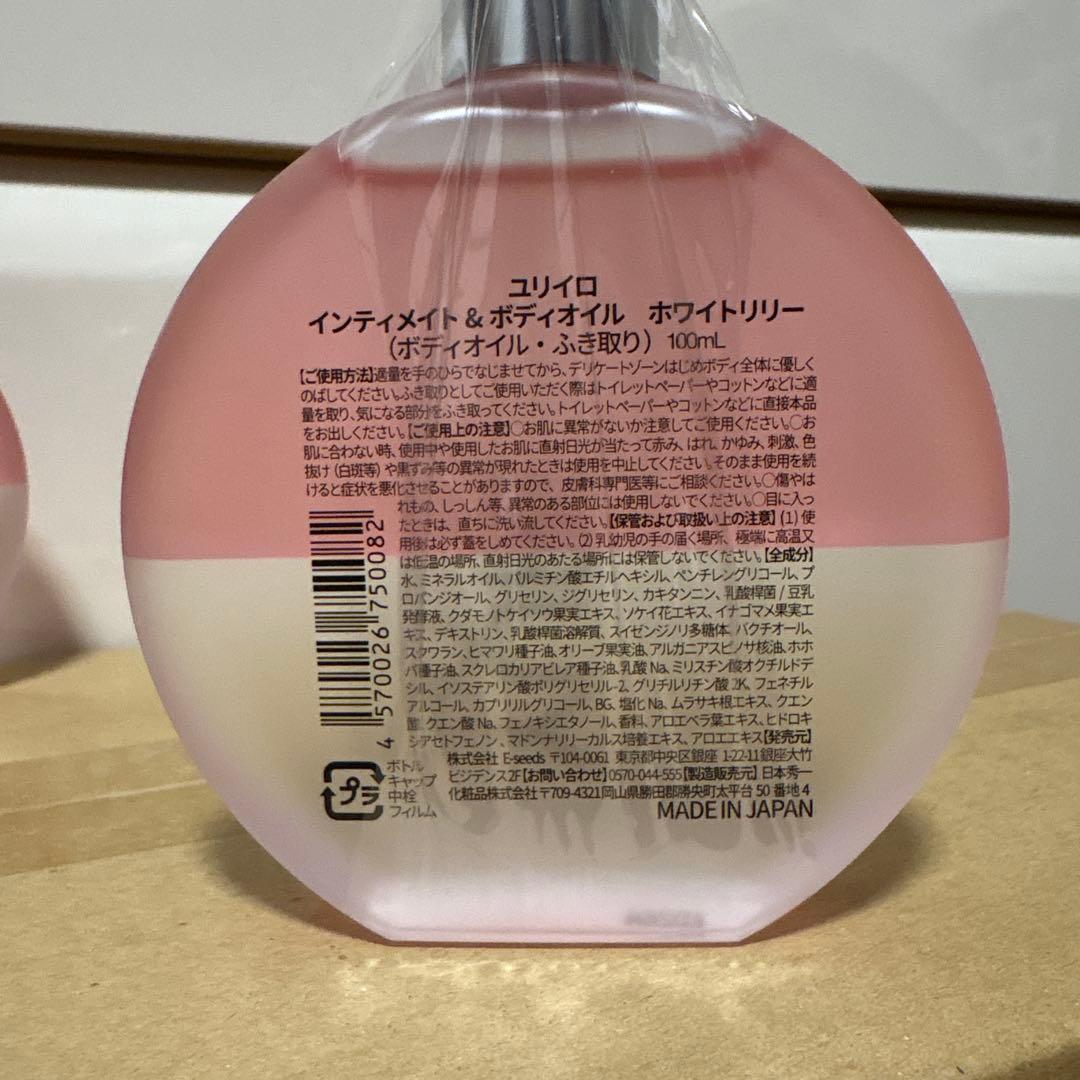 ユリイロ
インティメイト & ボディオイル ホワイトリリー
(ボディオイル・ふき取り) 100mL
【ご使用方法】適量を手のひらでなじませてから、デリケートゾーンはじめボディ全体に優しく
のばしてください。ふき取りとしてご使用いただく際はトイレットペーパーやコットンなどに適
量を取り、気になる部分をふき取ってください。トイレットペーパーやコットンなどに直接本品
をお出しください。【ご使用上の注意】○お肌に異常がないか注意してご使用ください。○お
肌に合わない時、使用中や使用したお肌に直射日光が当たって赤み、はれ、かゆみ、刺激、色
抜け(白斑等)や黒ずみ等の異常が現れたときは使用を中止してください。そのまま使用を続
けると症状を悪化させることがありますので、皮膚科専門医等にご相談ください。○傷やは
れもの、しっしん等、異常のある部位には使用しないでください。○目に入っ
たときは、直ちに洗い流してください。【保管および取扱い上の注意】(1) 使
用後は必ず蓋をしめてください。(2) 乳幼児の手の届く場所、極端に高温又
は低温の場所、直射日光のあたる場所には保管しないでください。【全成分】
水、ミネラルオイル、パルミチン酸エチルヘキシル、ペンチレングリコール、プ
ロパンジオール、グリセリン、ジグリセリン、カキタンニン、乳酸桿菌/豆乳
発酵液、クダモノトケイソウ果実エキス、ソケイ花エキス、イナゴマメ果実エ
キス、デキストリン、乳酸桿菌溶解質、スイゼンジノリ多糖体、バクチオール、
スクワラン、ヒマワリ種子油、オリーブ果実油、アルガニアスピノサ核油、ホホ
バ種子油、スクレロカリアビレア種子油、乳酸 Na、ミリスチン酸オクチルドデ
シル、イソステアリン酸ポリグリセリル-2、グリチルリチン酸 2K、フェネチル
アルコール、カプリリルグリコール、BG、塩化 Na、ムラサキ根エキス、クエン
酸、クエン酸 Na、フェノキシエタノール、香料、アロエベラ葉エキス、ヒドロキ
シアセトフェノン、マドンナリリーカルス培養エキス、アロエエキス【発売元】
株式会社 E-seeds 〒104-0061 東京都中央区銀座 1-22-11 銀座大竹
ビジデンス2F【お問い合わせ】0570-044-555【製造販売元】日本秀一
化粧品株式会社 〒709-4321 岡山県勝田郡勝央町太平台 50 番地 4
MADE IN JAPAN
4 570026 750082
プラ
ボトル
キャップ
中栓
フィルム